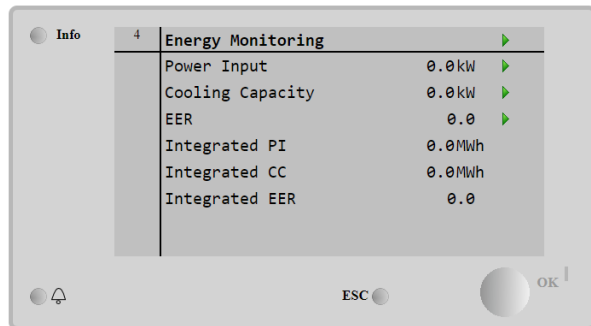 Info
4 Energy Monitoring
Power Input 0.0kW
Cooling Capacity 0.0kW
EER 0.0
Integrated PI 0.0MWh
Integrated CC 0.0MWh
Integrated EER 0.0
ESC
OK